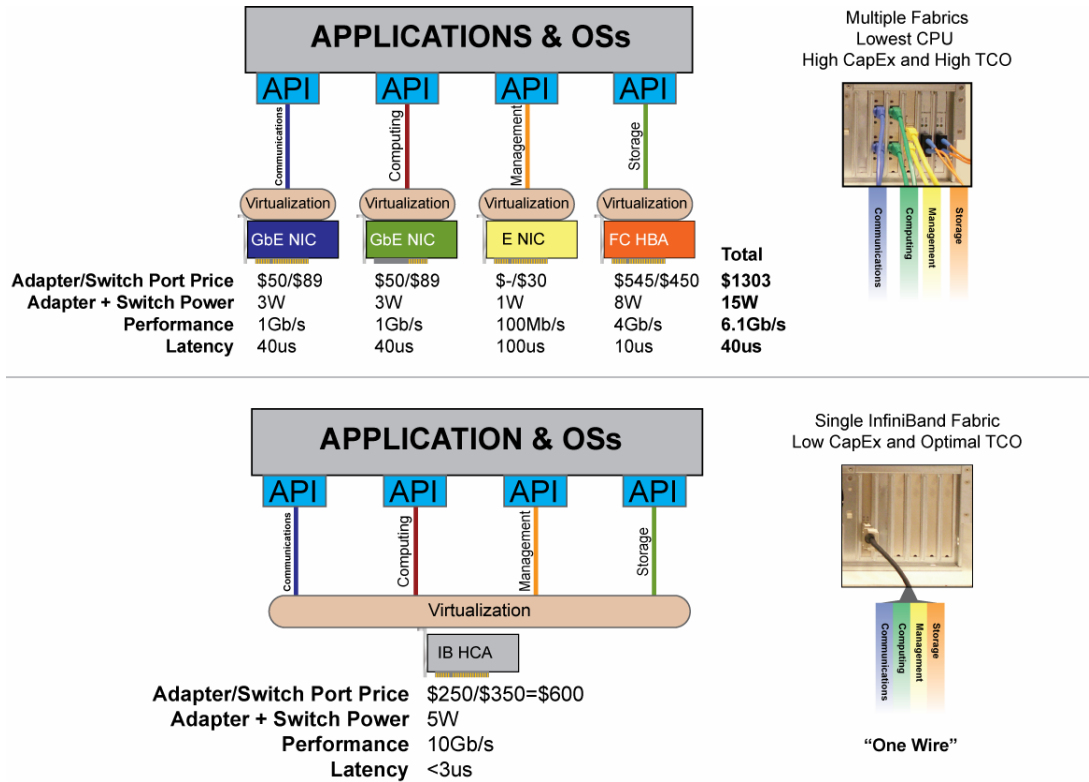 APPLICATIONS & OSs
API API API API
Communications
Computing
Management
Storage
Virtualization Virtualization Virtualization Virtualization
GbE NIC GbE NIC E NIC FC HBA
Total
Adapter/Switch Port Price $50/$89 $50/$89 $-/$30 $545/$450 $1303
Adapter + Switch Power 3W 3W 1W 8W 15W
Performance 1Gb/s 1Gb/s 100Mb/s 4Gb/s 6.1Gb/s
Latency 40us 40us 100us 10us 40us
Multiple Fabrics
Lowest CPU
High CapEx and High TCO
Communications
Computing
Management
Storage
APPLICATION & OSs
API API API API
Communications
Computing
Management
Storage
Virtualization
IB HCA
Adapter/Switch Port Price $250/$350=$600
Adapter + Switch Power 5W
Performance 10Gb/s
Latency <3us
Single InfiniBand Fabric
Low CapEx and Optimal TCO
Communications
Computing
Management
Storage
“One Wire”